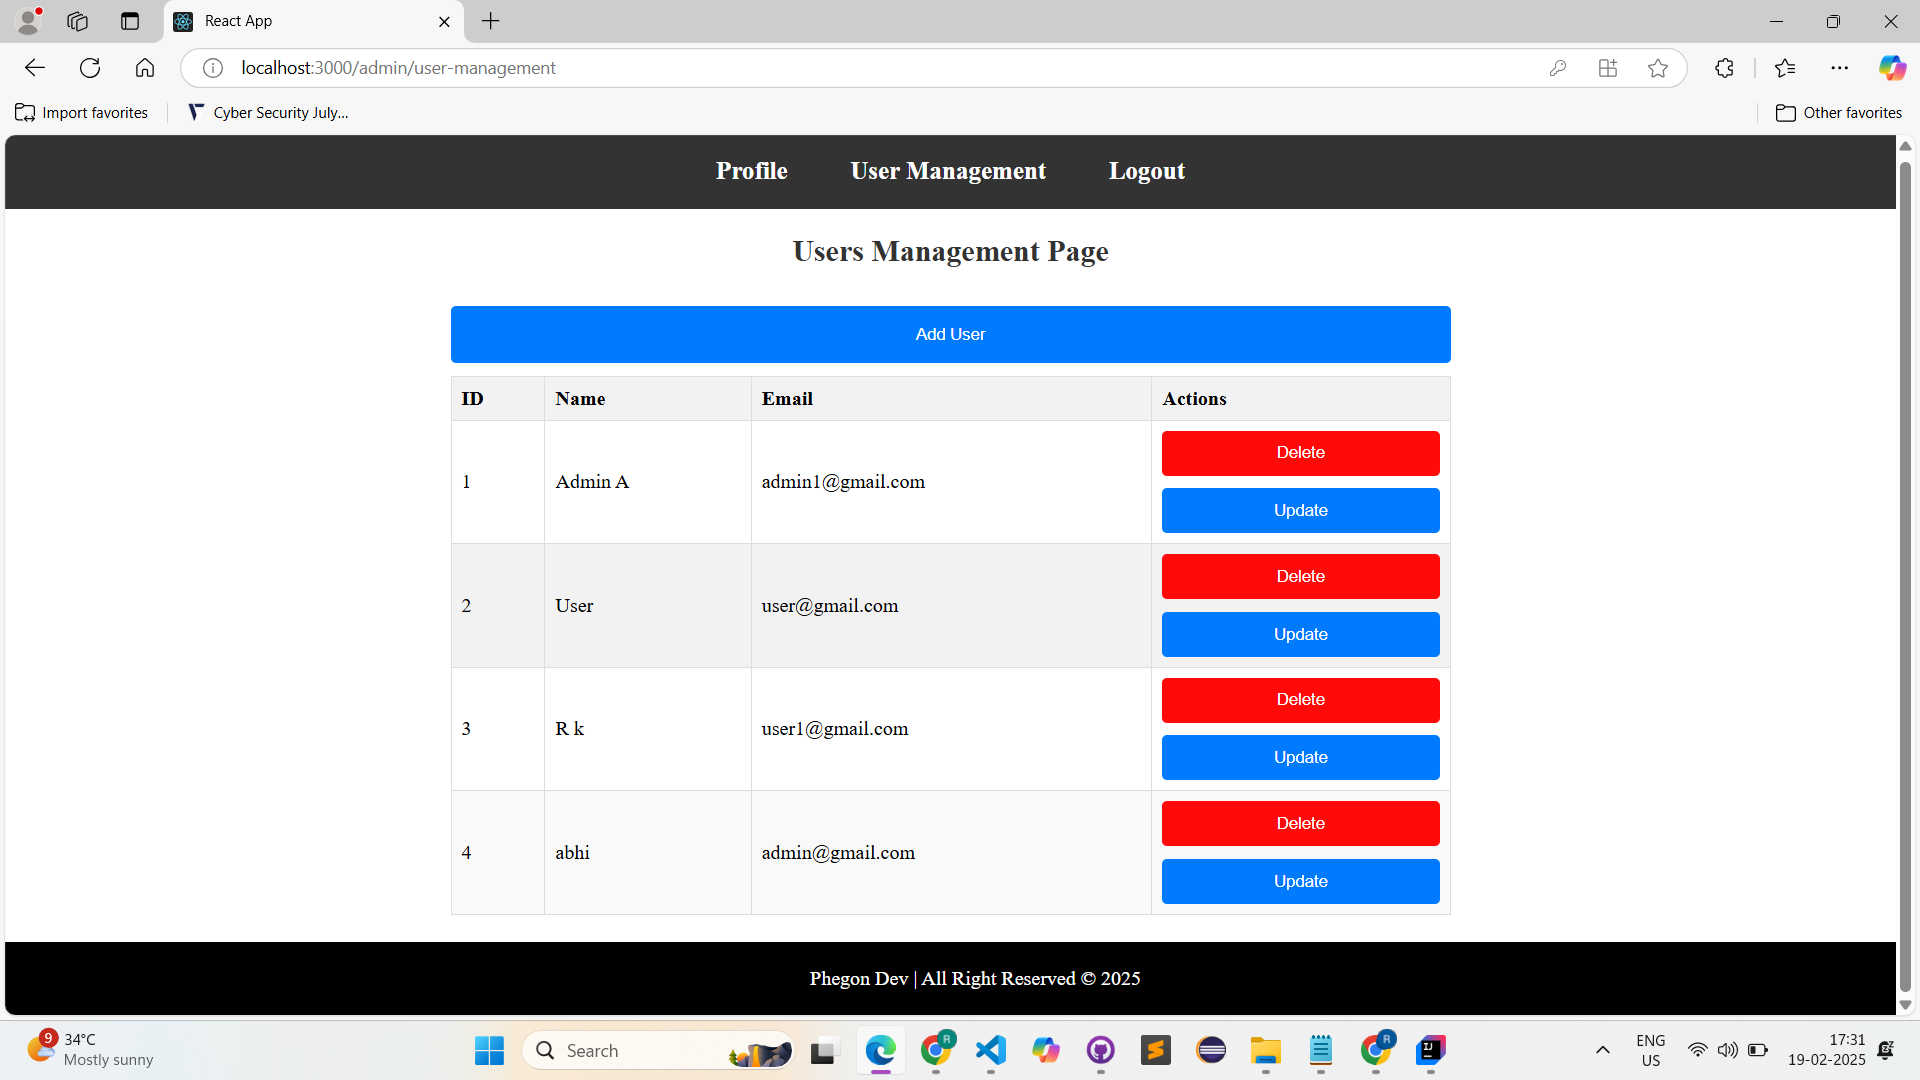 React App
localhost:3000/admin/user-management
Import favorites
Cyber Security July...
Other favorites
Profile User Management Logout
Users Management Page
Add User
ID Name Email Actions
Delete
1 Admin A admin1@gmail.com
Update
Delete
2 User user@gmail.com
Update
Delete
3 R k user1@gmail.com
Update
Delete
4 abhi admin@gmail.com
Update
Phegon Dev | All Right Reserved © 2025
9
34°C
Mostly sunny
Search
R
R
IJ
ENG
US
17:31
19-02-2025